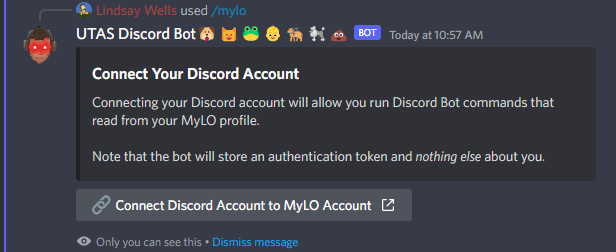 Lindsay Wells used /mylo
UTAS Discord Bot 🐶 😺 🐸 👴 🐕‍🦺 🐩 💩 BOT Today at 10:57 AM
Connect Your Discord Account
Connecting your Discord account will allow you run Discord Bot commands that
read from your MyLO profile.
Note that the bot will store an authentication token and nothing else about you.
Connect Discord Account to MyLO Account
Only you can see this • Dismiss message